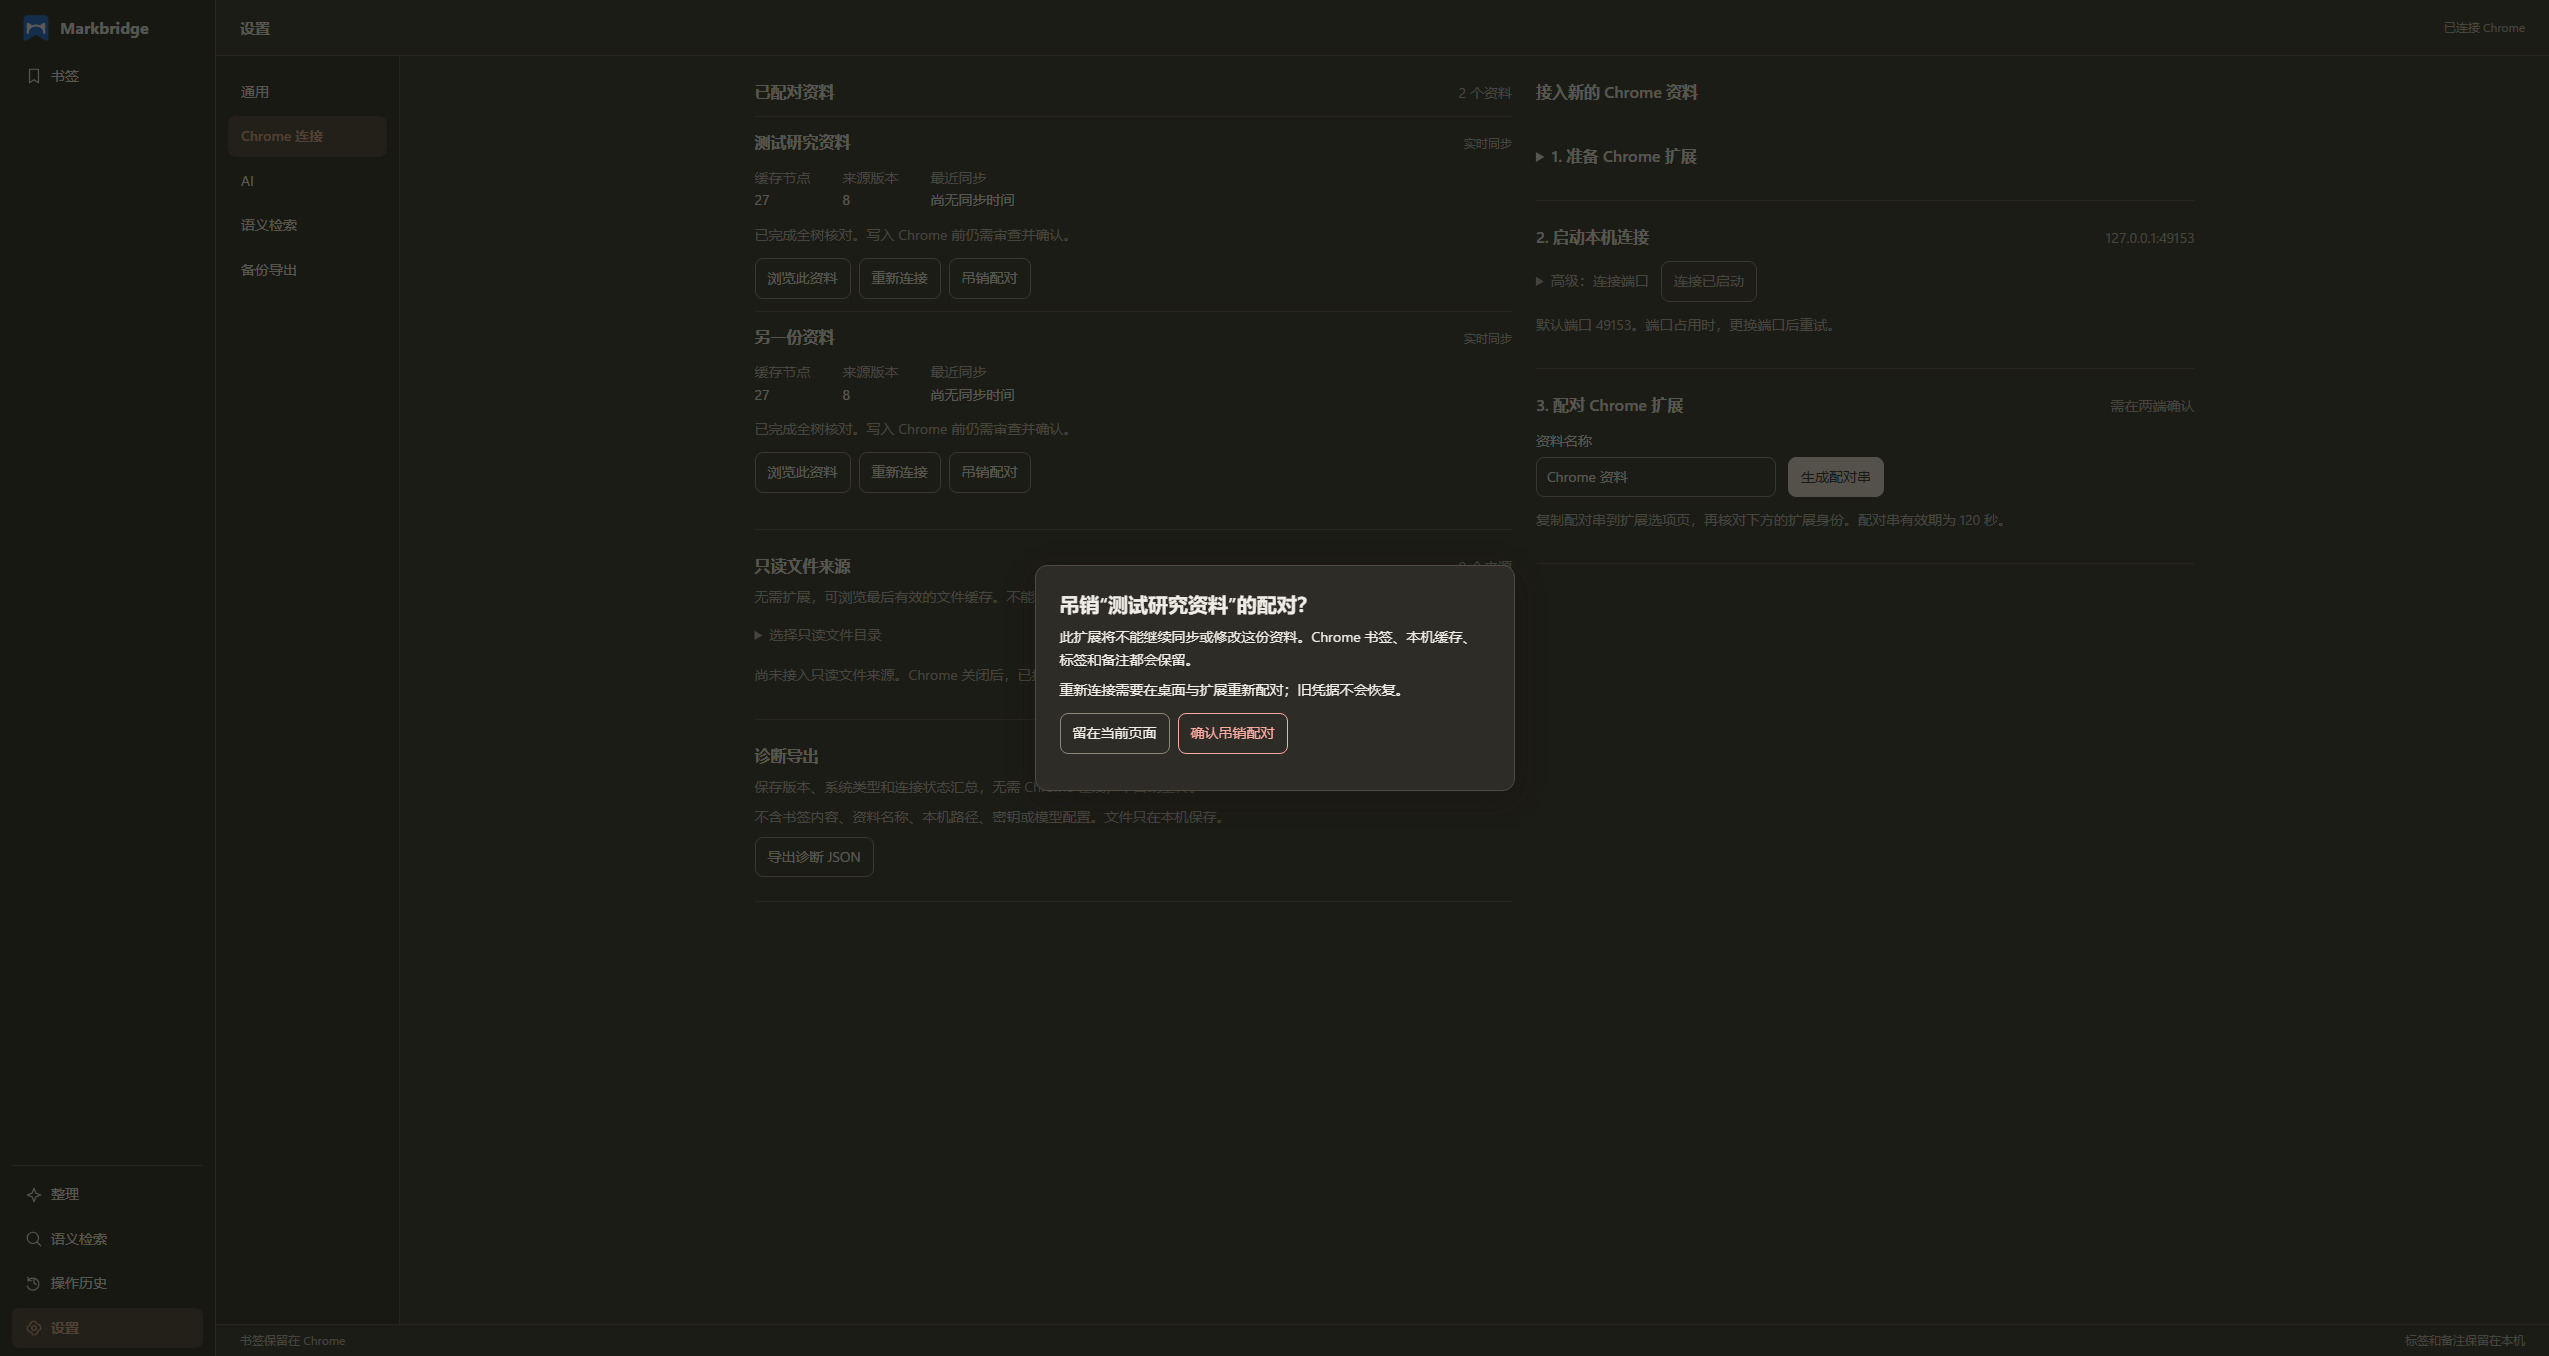 Markbridge
书签
整理
语义检索
操作历史
设置
设置
已连接 Chrome
通用
Chrome 连接
AI
语义检索
备份导出
已配对资料
2 个资料
测试研究资料
实时同步
缓存节点 来源版本 最近同步
27 8 尚无同步时间
已完成全树核对。写入 Chrome 前仍需审查并确认。
浏览此资料 重新连接 吊销配对
另一份资料
实时同步
缓存节点 来源版本 最近同步
27 8 尚无同步时间
已完成全树核对。写入 Chrome 前仍需审查并确认。
浏览此资料 重新连接 吊销配对
只读文件来源
无需扩展，可浏览最后有效的文件缓存。不能
选择只读文件目录
尚未接入只读文件来源。Chrome 关闭后，
诊断导出
保存版本、系统类型和连接状态汇总，无需
不含书签内容、资料名称、本机路径、密钥或模型配置。文件只在本机保存。
导出诊断 JSON
接入新的 Chrome 资料
1. 准备 Chrome 扩展
2. 启动本机连接
127.0.0.1:49153
高级：连接端口 连接已启动
默认端口 49153。端口占用时，更换端口后重试。
3. 配对 Chrome 扩展
需在两端确认
资料名称
Chrome 资料 生成配对串
复制配对串到扩展选项页，再核对下方的扩展身份。配对串有效期为 120 秒。
吊销“测试研究资料”的配对？
此扩展将不能继续同步或修改这份资料。Chrome 书签、本机缓存、
标签和备注都会保留。
重新连接需要在桌面与扩展重新配对；旧凭据不会恢复。
留在当前页面 确认吊销配对
书签保留在 Chrome
标签和备注保留在本机